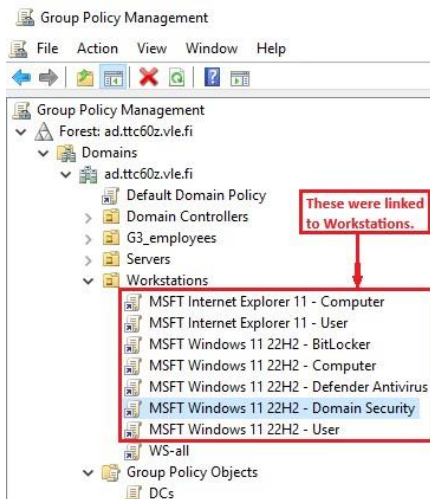 Group Policy Management
File Action View Window Help
Group Policy Management
Forest: ad.ttc60z.vle.fi
Domains
ad.ttc60z.vle.fi
Default Domain Policy
Domain Controllers
G3_employees
Servers
Workstations
These were linked
to Workstations.
MSFT Internet Explorer 11 - Computer
MSFT Internet Explorer 11 - User
MSFT Windows 11 22H2 - BitLocker
MSFT Windows 11 22H2 - Computer
MSFT Windows 11 22H2 - Defender Antivirus
MSFT Windows 11 22H2 - Domain Security
MSFT Windows 11 22H2 - User
WS-all
Group Policy Objects
DCs